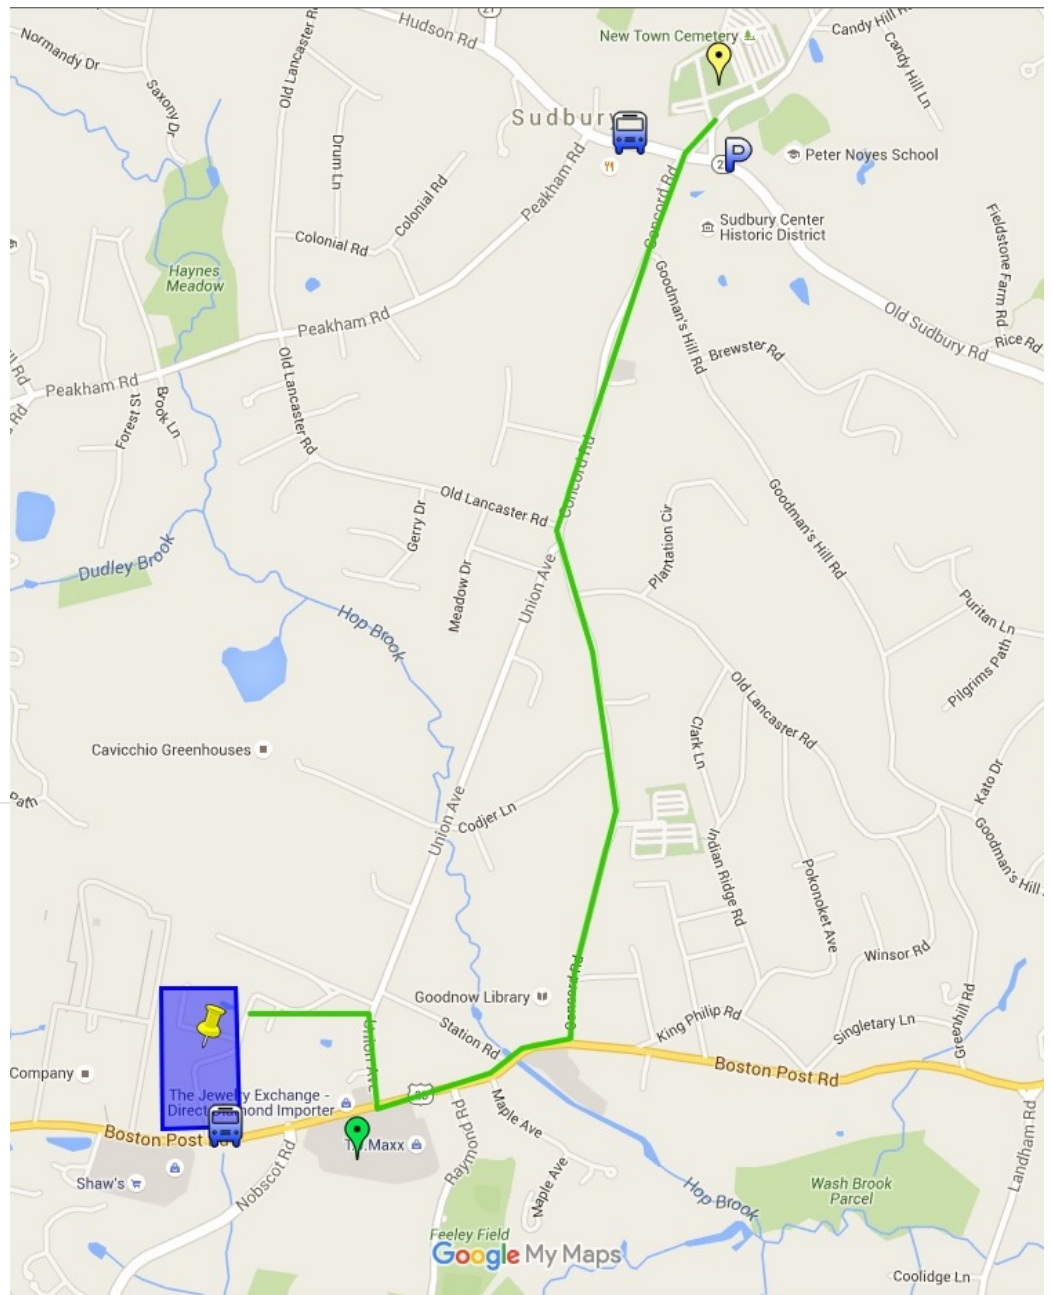 21
Hudson Rd
New Town Cemetery
Candy Hill Rd
Candy Hill Ln
Normandy Dr
Saxony Dr
Old Lancaster Rd
Drum Ln
Sudbury
P
Peter Noyes School
Peakham Rd
Colonial Rd
Colonial Rd
Concord Rd
Sudbury Center
Historic District
Fieldstone Farm Rd
Haynes
Meadow
Goodman's Hill Rd
Peakham Rd
Old Sudbury Rd
Rice Rd
Brewster Rd
Peakham Rd
Old Lancaster Rd
Forest St
Brook Ln
Concord Rd
Old Lancaster Rd
Gerry Dr
Plantation Cir
Goodman's Hill Rd
Dudley Brook
Meadow Dr
Union Ave
Hop Brook
Puritan Ln
Pilgrims Path
Old Lancaster Rd
Clark Ln
Cavicchio Greenhouses
Kato Dr
Path
Union Ave
Codjer Ln
Indian Ridge Rd
Pokonoket Ave
Goodman's Hill
Winsor Rd
Goodnow Library
Concord Rd
King Philip Rd
Singletary Ln
Greenhill Rd
Station Rd
Union Ave
Company
Boston Post Rd
The Jewelry Exchange -
Direct Diamond Importer
Boston Post Rd
Maple Ave
Raymond Rd
T.J.Maxx
Landham Rd
Shaw's
Nobscot Rd
Maple Ave
Hop Brook
Wash Brook
Parcel
Feeley Field
Google My Maps
Coolidge Ln